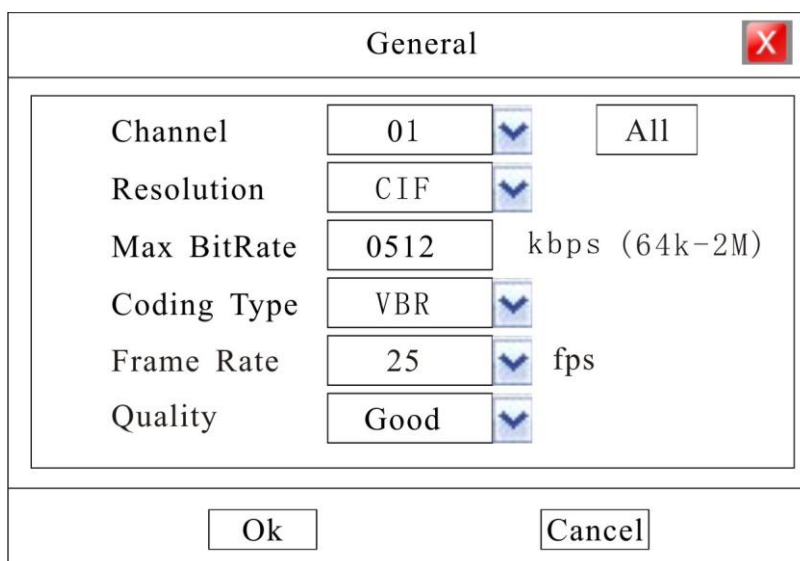 General X
Channel 01 All
Resolution CIF
Max BitRate 0512 kbps (64k-2M)
Coding Type VBR
Frame Rate 25 fps
Quality Good
Ok Cancel